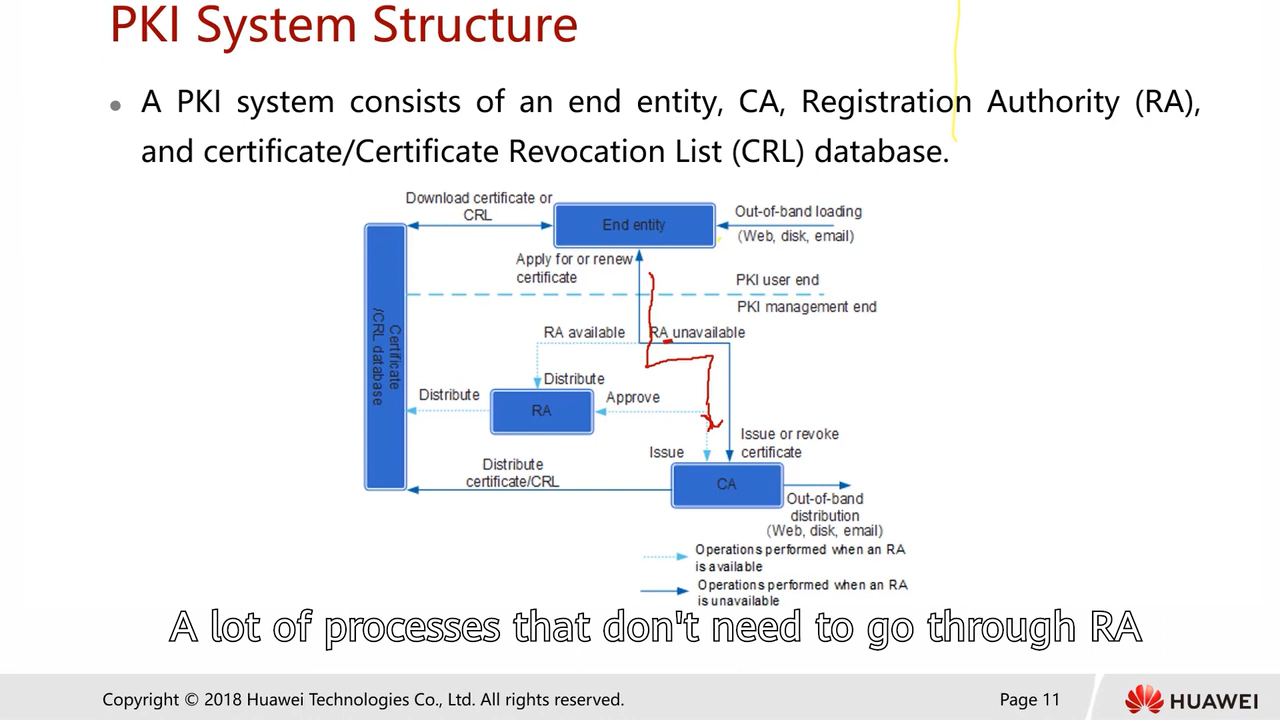 PKI System Structure
A PKI system consists of an end entity, CA, Registration Authority (RA),
and certificate/Certificate Revocation List (CRL) database.
Download certificate or
CRL
End entity
Out-of-band loading
(Web, disk, email)
Apply for or renew
certificate
PKI user end
PKI management end
Certificate
/CRL database
RA available
RA unavailable
Distribute
Distribute
RA
Approve
Issue or revoke
certificate
Issue
Distribute
certificate/CRL
CA
Out-of-band
distribution
(Web, disk, email)
Operations performed when an RA
is available
Operations performed when an RA
is unavailable
A lot of processes that don't need to go through RA
Copyright © 2018 Huawei Technologies Co., Ltd. All rights reserved.
Page 11
HUAWEI